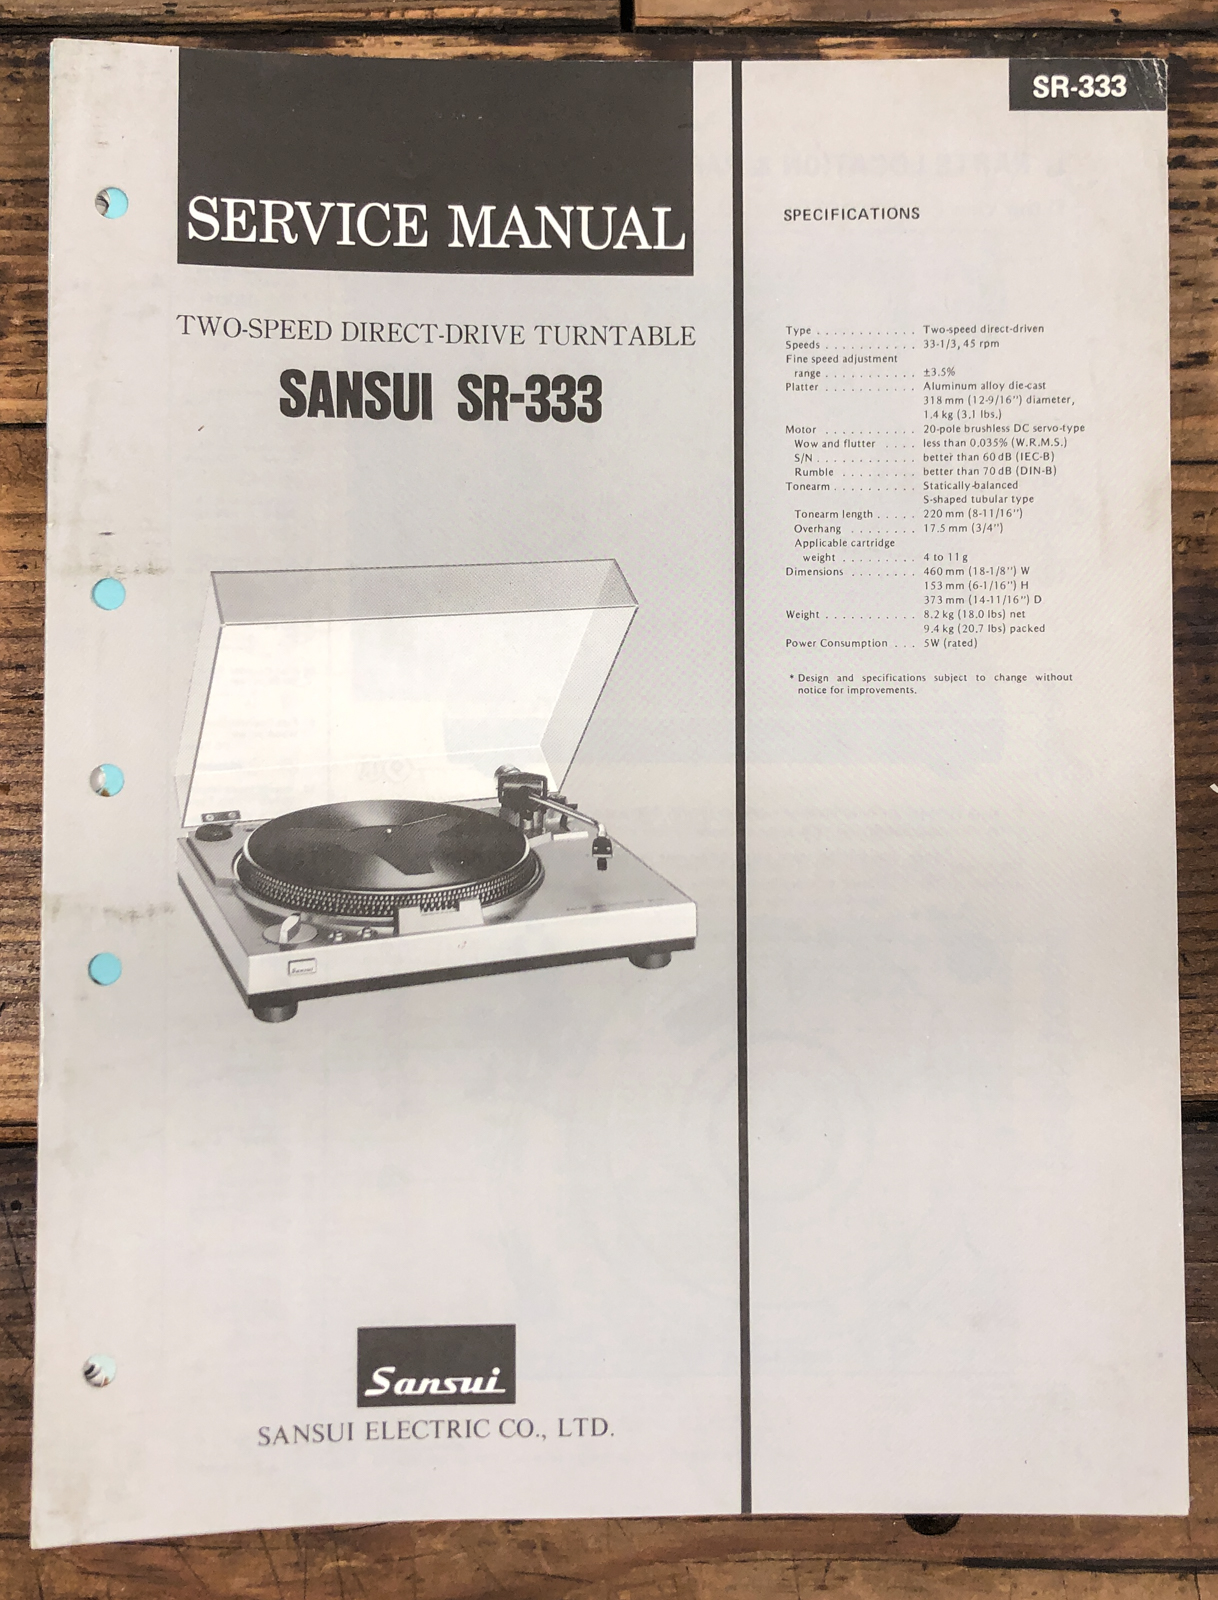 SR-333
SERVICE MANUAL
TWO-SPEED DIRECT-DRIVE TURNTABLE
SANSUI SR-333
Sansui
Sansui
SANSUI ELECTRIC CO., LTD.
SPECIFICATIONS
Type . . . . . . . . . . . . Two-speed direct-driven
Speeds . . . . . . . . . . . 33-1/3, 45 rpm
Fine speed adjustment
range . . . . . . . . . . . ±3.5%
Platter . . . . . . . . . . . Aluminum alloy die-cast
318 mm (12-9/16") diameter,
1.4 kg (3.1 lbs.)
Motor . . . . . . . . . . . 20-pole brushless DC servo-type
Wow and flutter . . . . less than 0.035% (W.R.M.S.)
S/N . . . . . . . . . . . . better than 60 dB (IEC-B)
Rumble . . . . . . . . . better than 70 dB (DIN-B)
Tonearm . . . . . . . . . . Statically-balanced
S-shaped tubular type
Tonearm length . . . . . 220 mm (8-11/16")
Overhang . . . . . . . . 17.5 mm (3/4")
Applicable cartridge
weight . . . . . . . . . 4 to 11 g
Dimensions . . . . . . . . 460 mm (18-1/8") W
153 mm (6-1/16") H
373 mm (14-11/16") D
Weight . . . . . . . . . . . 8.2 kg (18.0 lbs) net
9.4 kg (20.7 lbs) packed
Power Consumption . . . 5W (rated)
* Design and specifications subject to change without
notice for improvements.